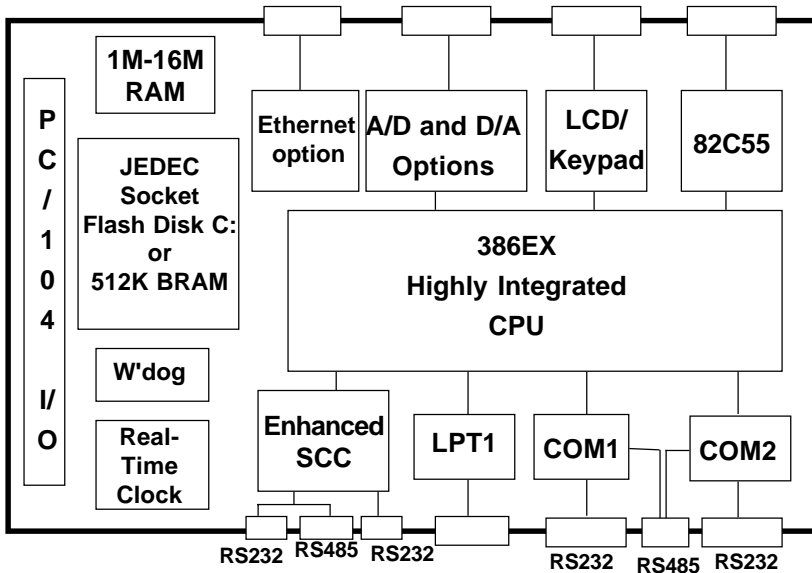 1M-16M
RAM
P
C
/
1
0
4
I/
O
JEDEC
Socket
Flash Disk C:
or
512K BRAM
W'dog
Real-
Time
Clock
Ethernet
option
A/D and D/A
Options
LCD/
Keypad
82C55
386EX
Highly Integrated
CPU
Enhanced
SCC
LPT1
COM1
COM2
RS232
RS485
RS232
RS232
RS485
RS232